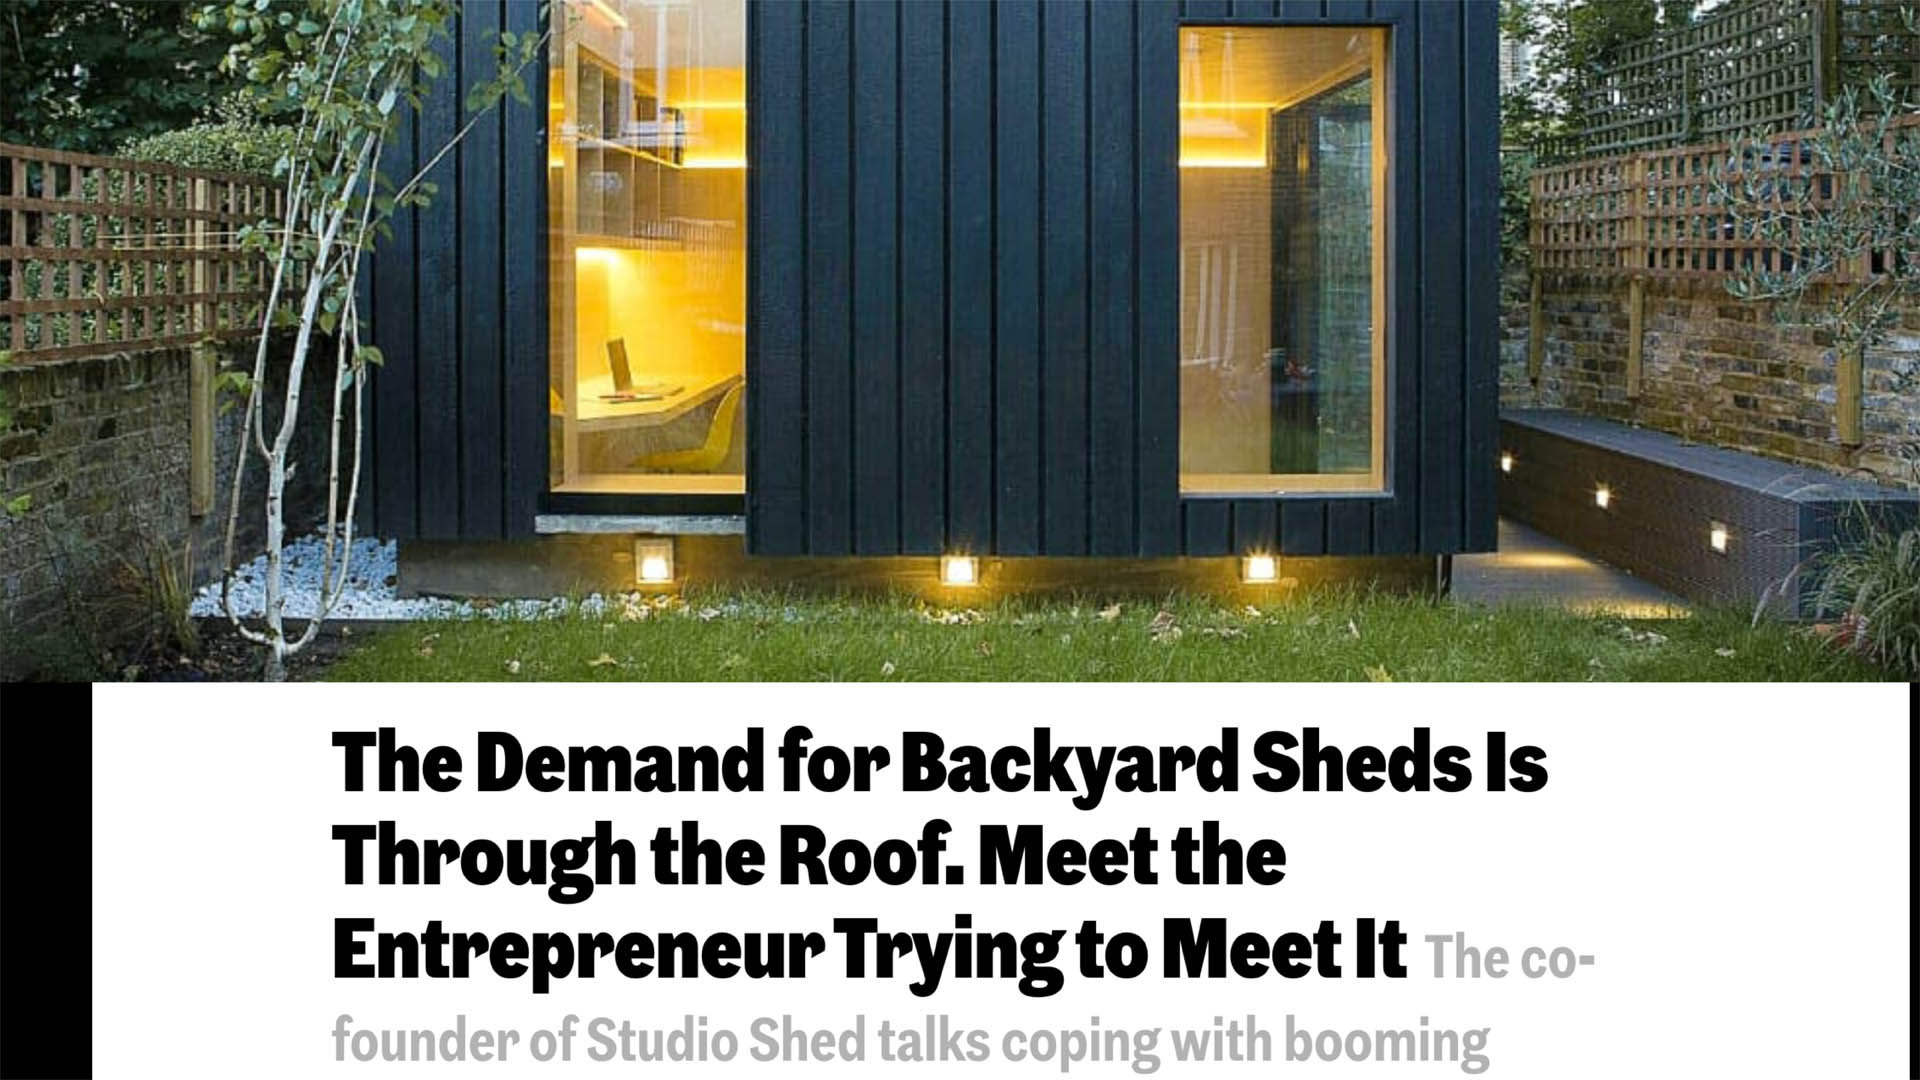 The Demand for Backyard Sheds Is
Through the Roof. Meet the
Entrepreneur Trying to Meet It The co-
founder of Studio Shed talks coping with booming